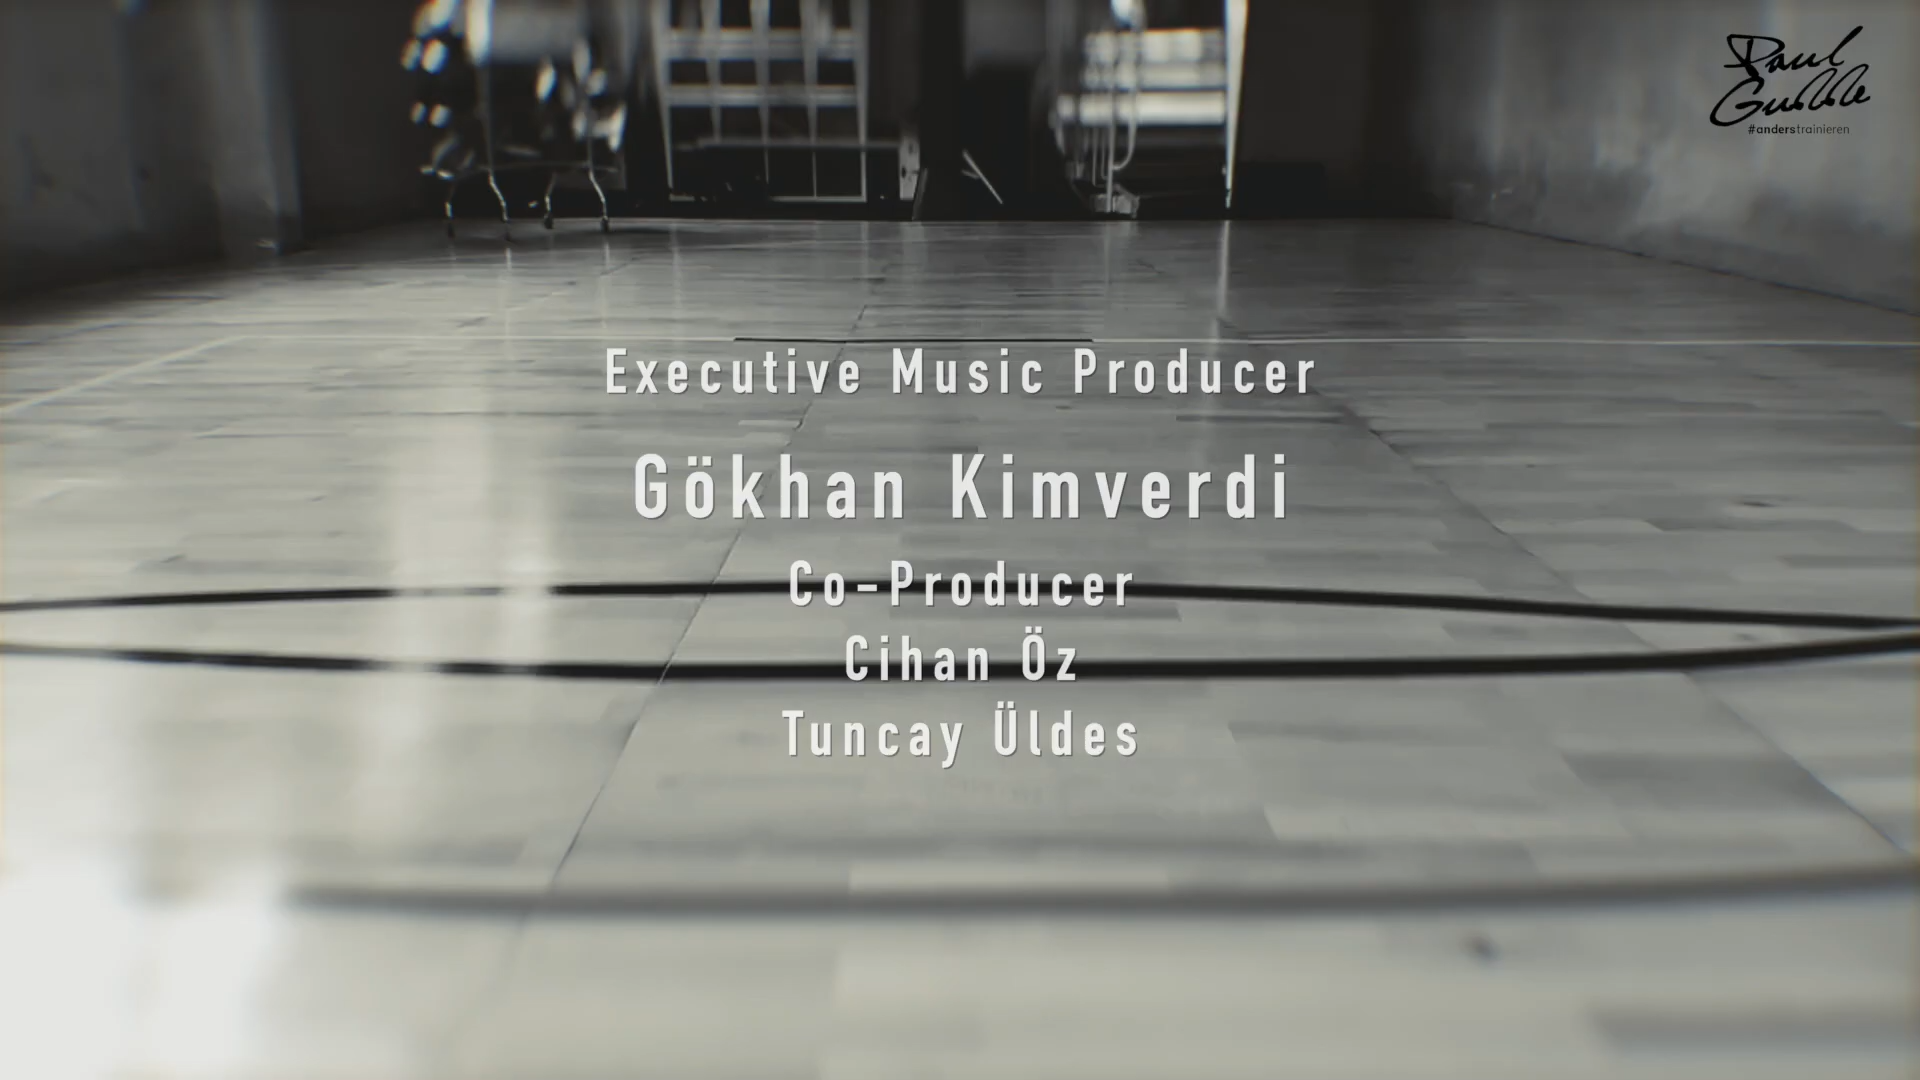 Paul
#anderstrainieren
Executive Music Producer
Gökhan Kimverdi
Co-Producer
Cihan Öz
Tuncay Üldes